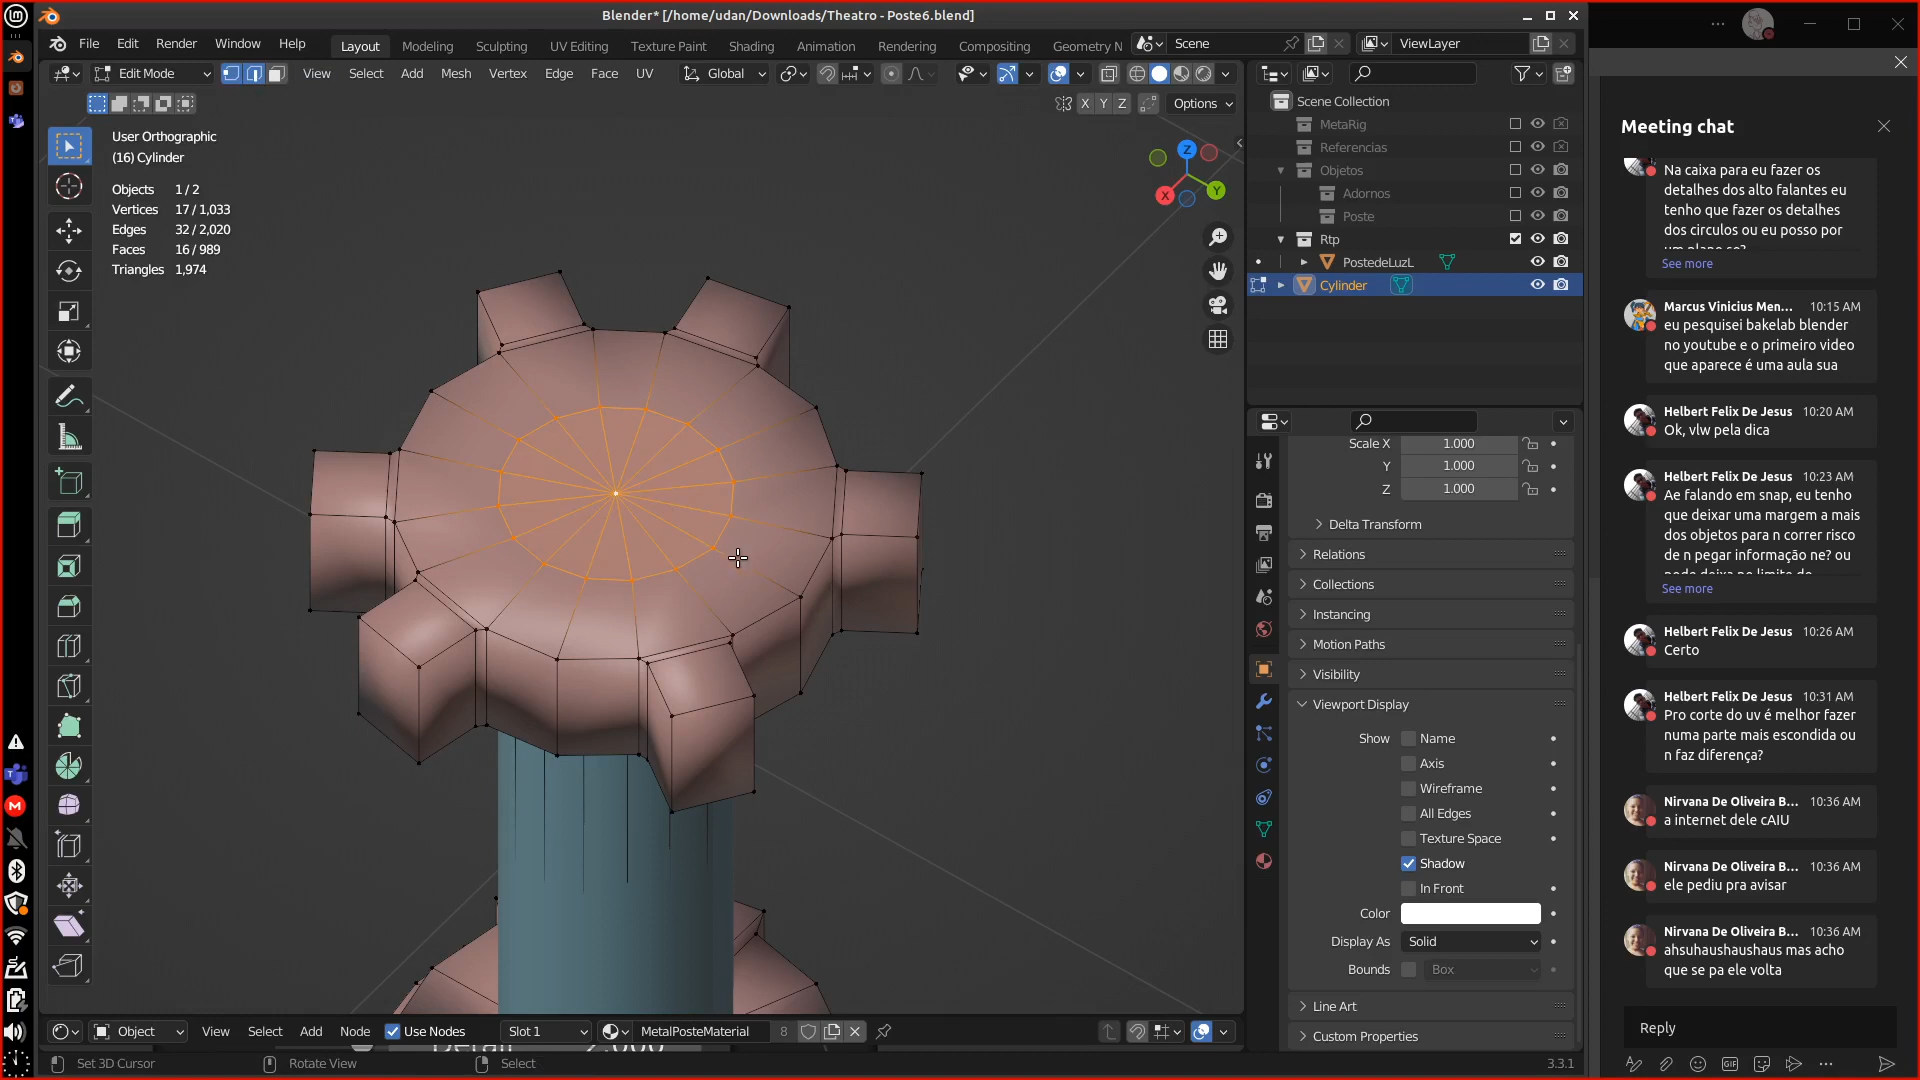 Blender* [/home/udan/Downloads/Theatro - Poste6.blend]
File Edit Render Window Help
Layout Modeling Sculpting UV Editing Texture Paint Shading Animation Rendering Compositing Geometry N
Scene
ViewLayer
Edit Mode
View Select Add Mesh Vertex Edge Face UV
Global
X Y Z
Options
User Orthographic
(16) Cylinder
Objects 1 / 2
Vertices 17 / 1,033
Edges 32 / 2,020
Faces 16 / 989
Triangles 1,974
Z
X
Y
Scene Collection
MetaRig
Referencias
Objetos
Adornos
Poste
Rtp
PostedeLuzL
Cylinder
Scale X 1.000
Y 1.000
Z 1.000
Delta Transform
Relations
Collections
Instancing
Motion Paths
Visibility
Viewport Display
Show Name
Axis
Wireframe
All Edges
Texture Space
Shadow
In Front
Color
Display As Solid
Bounds Box
Line Art
Custom Properties
Object View Select Add Node Use Nodes Slot 1 MetalPosteMaterial 8
Set 3D Cursor
Rotate View
Select
3.3.1
Meeting chat
Na caixa para eu fazer os
detalhes dos alto falantes eu
tenho que fazer os detalhes
dos circulos ou eu posso por
um plano so?
See more
Marcus Vinicius Men... 10:15 AM
eu pesquisei bakelab blender
no youtube e o primeiro video
que aparece é uma aula sua
Helbert Felix De Jesus 10:20 AM
Ok, vlw pela dica
Helbert Felix De Jesus 10:23 AM
Ae falando em snap, eu tenho
que deixar uma margem a mais
dos objetos para n correr risco
de n pegar informação ne? ou
pode deixa no limite do
See more
Helbert Felix De Jesus 10:26 AM
Certo
Helbert Felix De Jesus 10:31 AM
Pro corte do uv é melhor fazer
numa parte mais escondida ou
n faz diferença?
Nirvana De Oliveira B... 10:36 AM
a internet dele cAIU
Nirvana De Oliveira B... 10:36 AM
ele pediu pra avisar
Nirvana De Oliveira B... 10:36 AM
ahsuhaushaushaus mas acho
que se pa ele volta
Reply
GIF